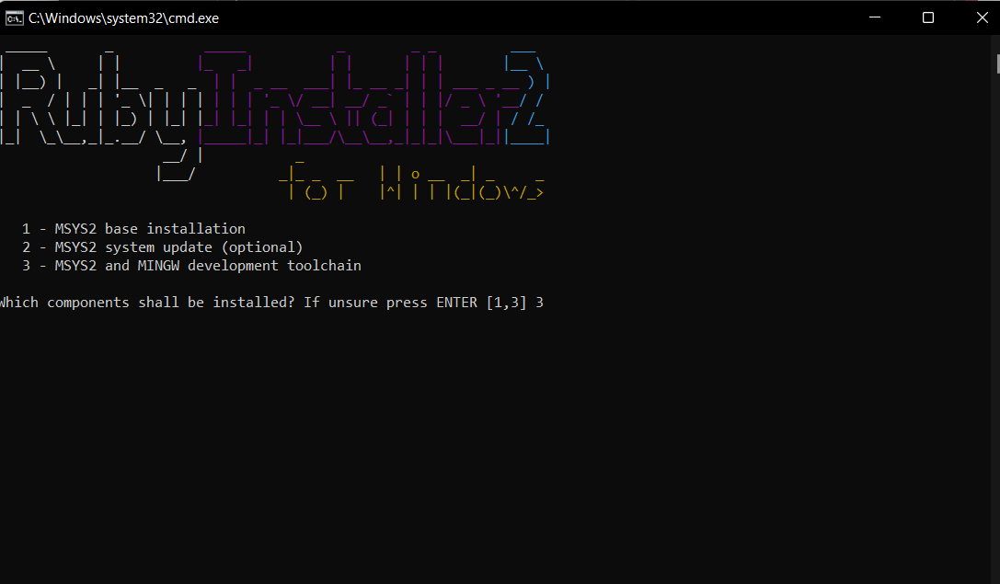 C:\Windows\system32\cmd.exe
RubyInstaller2
for Windows
1 - MSYS2 base installation
2 - MSYS2 system update (optional)
3 - MSYS2 and MINGW development toolchain
Which components shall be installed? If unsure press ENTER [1,3] 3